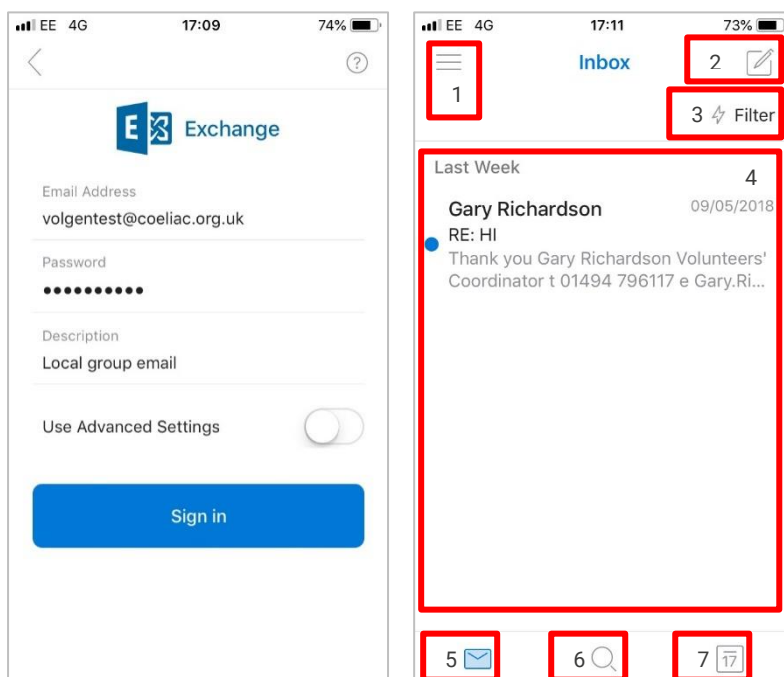 EE 4G 17:09 74%
?
E Exchange
Email Address
volgentest@coeliac.org.uk
Password
••••••••••
Description
Local group email
Use Advanced Settings
Sign in
EE 4G 17:11 73%
Inbox 2
1
3 Filter
Last Week
4
Gary Richardson 09/05/2018
RE: HI
Thank you Gary Richardson Volunteers'
Coordinator t 01494 796117 e Gary.Ri...
5 6 7 17